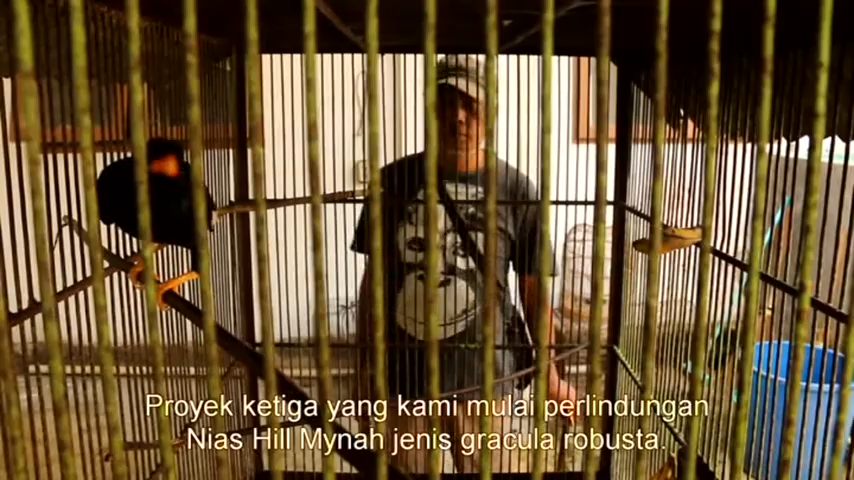 Proyek ketiga yang kami mulai perlindungan
Nias Hill Mynah jenis gracula robusta.